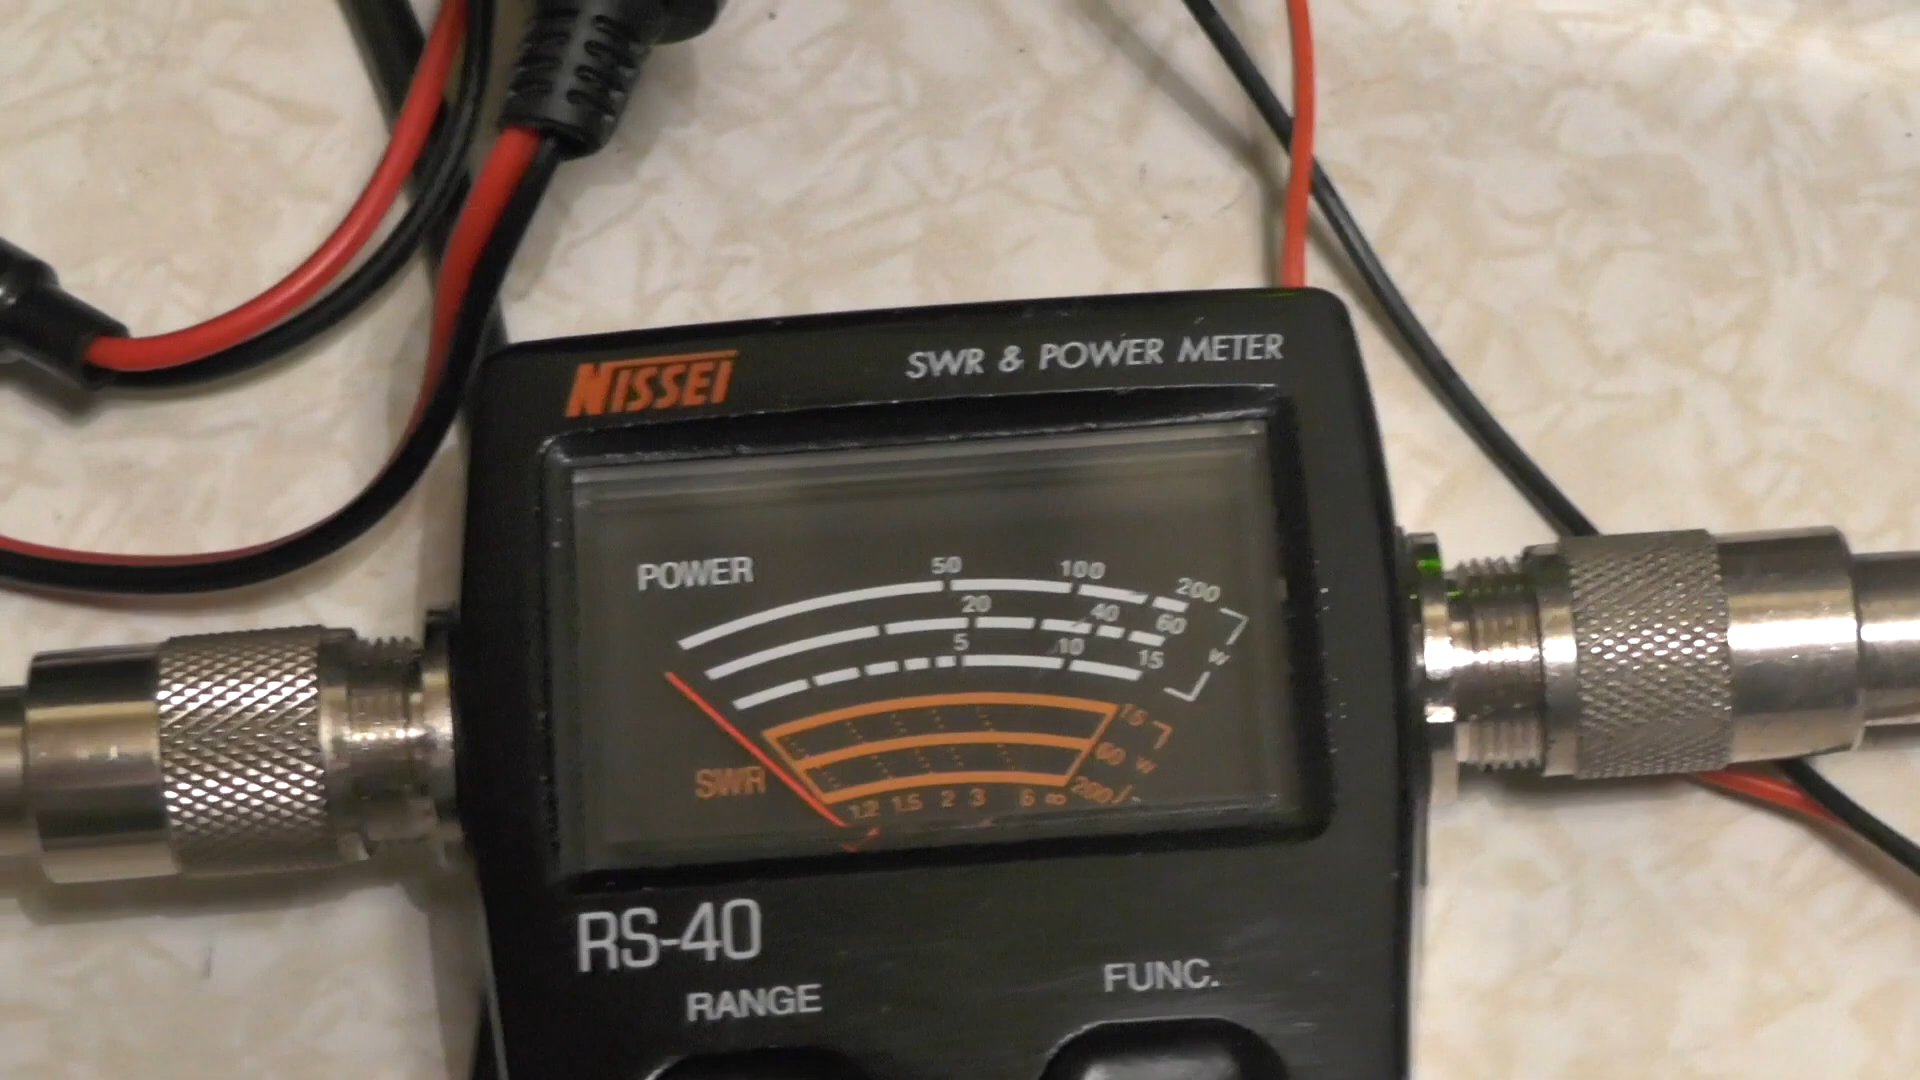 NISSEI
SWR & POWER METER
POWER
50 100 200
20 40 60
5 10 15
W
15
60 W
200
SWR
1.2 1.5 2 3 6 ∞
RS-40
RANGE
FUNC.